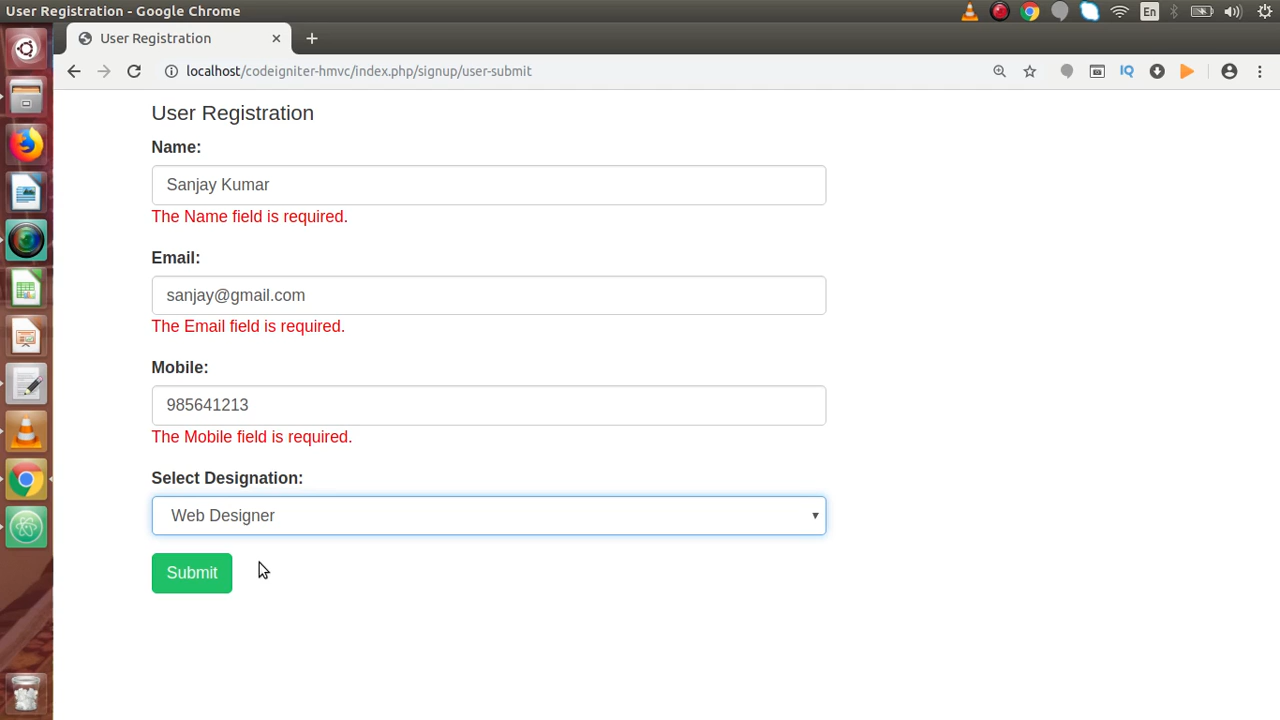 User Registration - Google Chrome
En
User Registration
localhost/codeigniter-hmvc/index.php/signup/user-submit
IQ
User Registration
Name:
Sanjay Kumar
The Name field is required.
Email:
sanjay@gmail.com
The Email field is required.
Mobile:
985641213
The Mobile field is required.
Select Designation:
Web Designer
Submit